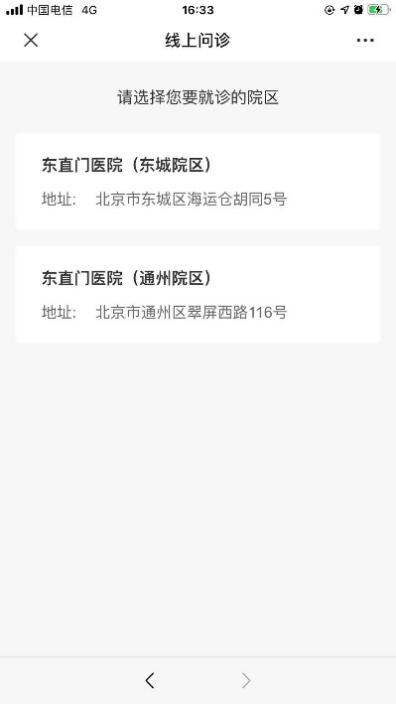 中国电信 4G 16:33
线上问诊
请选择您要就诊的院区
东直门医院（东城院区）
地址: 北京市东城区海运仓胡同5号
东直门医院（通州院区）
地址: 北京市通州区翠屏西路116号